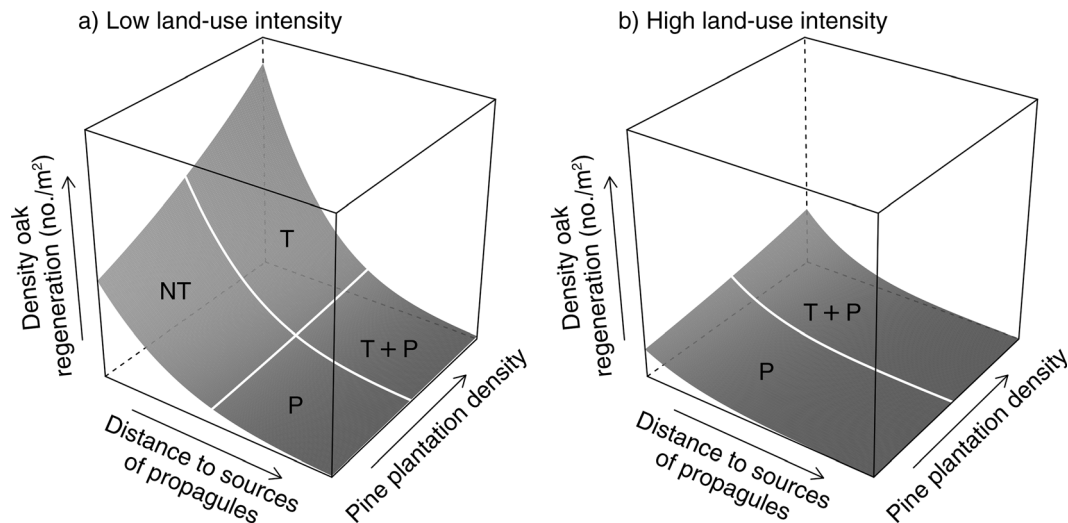 a) Low land-use intensity
Density oak
regeneration (no./m²)
NT
T
T + P
P
Distance to sources
of propagules
Pine plantation density
b) High land-use intensity
Density oak
regeneration (no./m²)
T + P
P
Distance to sources
of propagules
Pine plantation density